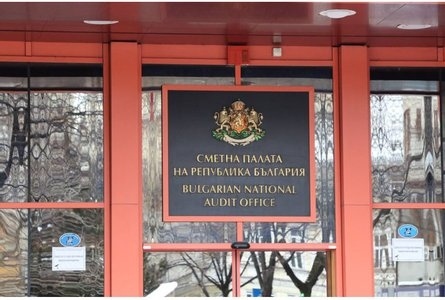 СМЕТНА ПАЛАТА
НА РЕПУБЛИКА БЪЛГАРИЯ
BULGARIAN NATIONAL
AUDIT OFFICE